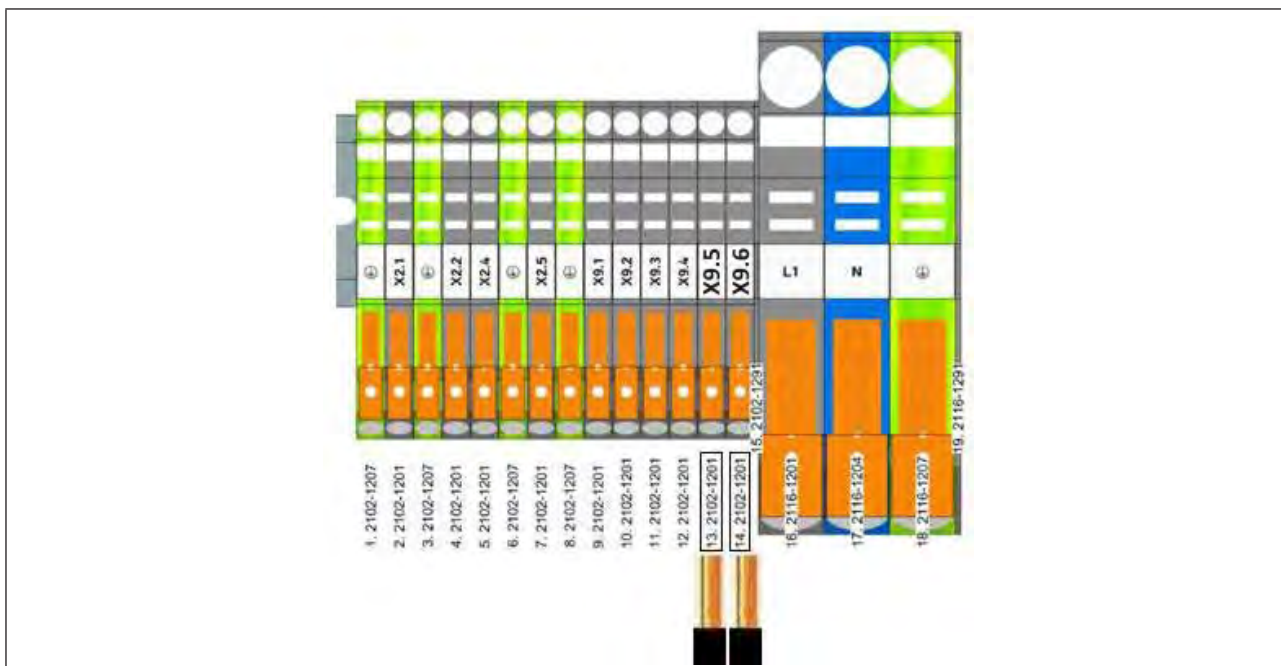 ⏚
X2.1
⏚
X2.2
X2.4
⏚
X2.5
⏚
X9.1
X9.2
X9.3
X9.4
X9.5
X9.6
L1
N
⏚
1. 2102-1207
2. 2102-1201
3. 2102-1207
4. 2102-1201
5. 2102-1201
6. 2102-1207
7. 2102-1201
8. 2102-1207
9. 2102-1201
10. 2102-1201
11. 2102-1201
12. 2102-1201
13. 2102-1201
14. 2102-1201
15. 2102-1291
16. 2116-1201
17. 2116-1204
18. 2116-1207
19. 2116-1291